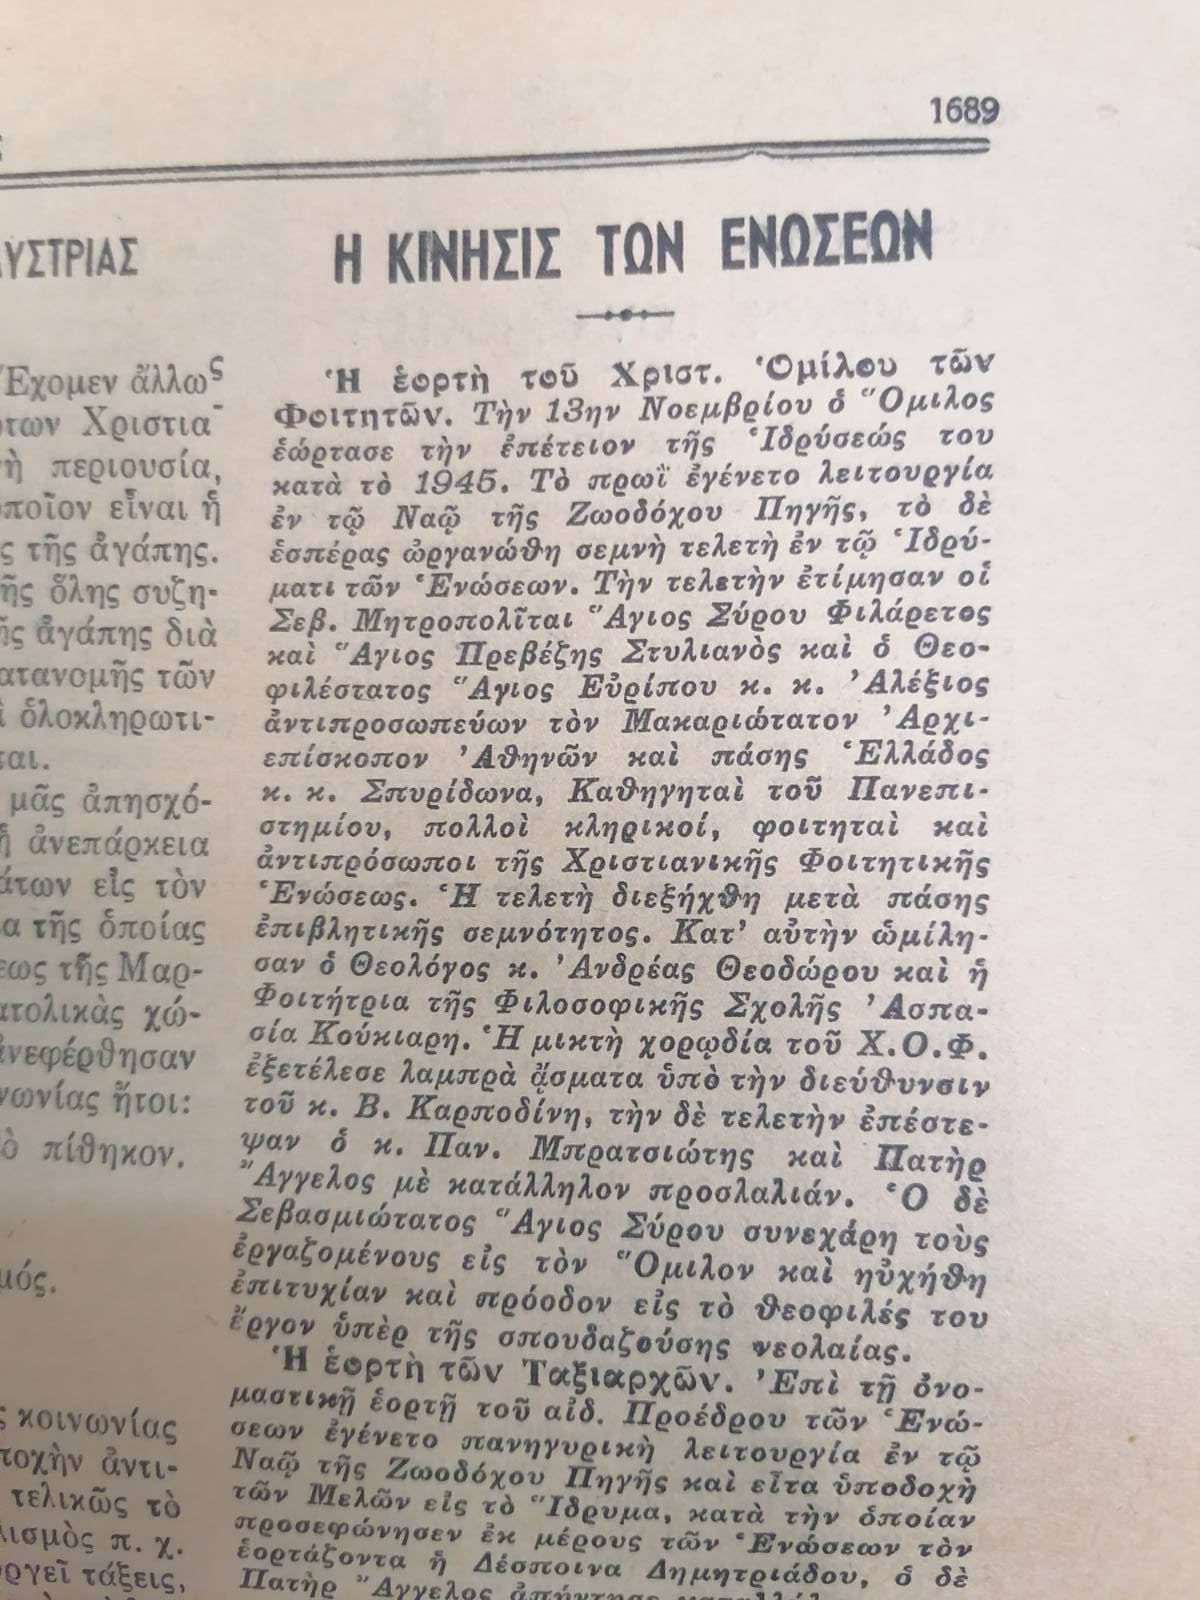 1689
ΥΣΤΡΙΑΣ
Ἔχομεν ἄλλως
των Χριστια-
ἡ περιουσία,
ποῖον εἶναι ἡ
ς τῆς ἀγάπης.
ῆς ὅλης συζη-
ῆς ἀγάπης διὰ
ατανομῆς τῶν
ὶ ὁλοκληρωτι-
ται.
μᾶς ἀπησχό-
ἡ ἀνεπάρκεια
άτων εἰς τὸν
α τῆς ὁποίας
εως τῆς Μαρ-
ατολικὰς χώ-
ἀνεφέρθησαν
νωνίας ἤτοι:
ὸ πίθηκον.
μός.
ς κοινωνίας
τοχὴν ἀντι-
τελικῶς τὸ
λισμὸς π. χ.
ργεῖ τάξεις,
Η ΚΙΝΗΣΙΣ ΤΩΝ ΕΝΩΣΕΩΝ
Ἡ ἑορτὴ τοῦ Χριστ. Ὁμίλου τῶν
Φοιτητῶν. Τὴν 13ην Νοεμβρίου ὁ Ὅμιλος
ἑώρτασε τὴν ἐπέτειον τῆς Ἱδρύσεώς του
κατὰ τὸ 1945. Τὸ πρωῒ ἐγένετο λειτουργία
ἐν τῷ Ναῷ τῆς Ζωοδόχου Πηγῆς, τὸ δὲ
ἑσπέρας ὠργανώθη σεμνὴ τελετὴ ἐν τῷ Ἱδρύ-
ματι τῶν Ἑνώσεων. Τὴν τελετὴν ἐτίμησαν οἱ
Σεβ. Μητροπολῖται Ἅγιος Σύρου Φιλάρετος
καὶ Ἅγιος Πρεβέζης Στυλιανὸς καὶ ὁ Θεο-
φιλέστατος Ἅγιος Εὐρίπου κ. κ. Ἀλέξιος
ἀντιπροσωπεύων τὸν Μακαριώτατον Ἀρχι-
επίσκοπον Ἀθηνῶν καὶ πάσης Ἑλλάδος
κ. κ. Σπυρίδωνα, Καθηγηταὶ τοῦ Πανεπι-
στημίου, πολλοὶ κληρικοί, φοιτηταὶ καὶ
ἀντιπρόσωποι τῆς Χριστιανικῆς Φοιτητικῆς
Ἑνώσεως. Ἡ τελετὴ διεξήχθη μετὰ πάσης
ἐπιβλητικῆς σεμνότητος. Κατ' αὐτὴν ὡμίλη-
σαν ὁ Θεολόγος κ. Ἀνδρέας Θεοδώρου καὶ ἡ
Φοιτήτρια τῆς Φιλοσοφικῆς Σχολῆς Ἀσπα-
σία Κούκιαρη. Ἡ μικτὴ χορῳδία τοῦ Χ.Ο.Φ.
ἐξετέλεσε λαμπρὰ ᾄσματα ὑπὸ τὴν διεύθυνσιν
τοῦ κ. Β. Καρποδίνη, τὴν δὲ τελετὴν ἐπέστε-
ψαν ὁ κ. Παν. Μπρατσιώτης καὶ Πατὴρ
Ἄγγελος μὲ κατάλληλον προσλαλιάν. Ὁ δὲ
Σεβασμιώτατος Ἅγιος Σύρου συνεχάρη τοὺς
ἐργαζομένους εἰς τὸν Ὅμιλον καὶ ηὐχήθη
ἐπιτυχίαν καὶ πρόοδον εἰς τὸ θεοφιλές του
ἔργον ὑπὲρ τῆς σπουδαζούσης νεολαίας.
Ἡ ἑορτὴ τῶν Ταξιαρχῶν. Ἐπὶ τῇ ὀνο-
μαστικῇ ἑορτῇ τοῦ αἰδ. Προέδρου τῶν Ἑνώ-
σεων ἐγένετο πανηγυρικὴ λειτουργία ἐν τῷ
Ναῷ τῆς Ζωοδόχου Πηγῆς καὶ εἶτα ὑποδοχὴ
τῶν Μελῶν εἰς τὸ Ἵδρυμα, κατὰ τὴν ὁποίαν
προσεφώνησεν ἐκ μέρους τῶν Ἑνώσεων τὸν
ἑορτάζοντα ἡ Δέσποινα Δημητριάδου, ὁ δὲ
Πατὴρ Ἄγγελος ἀπήντησε